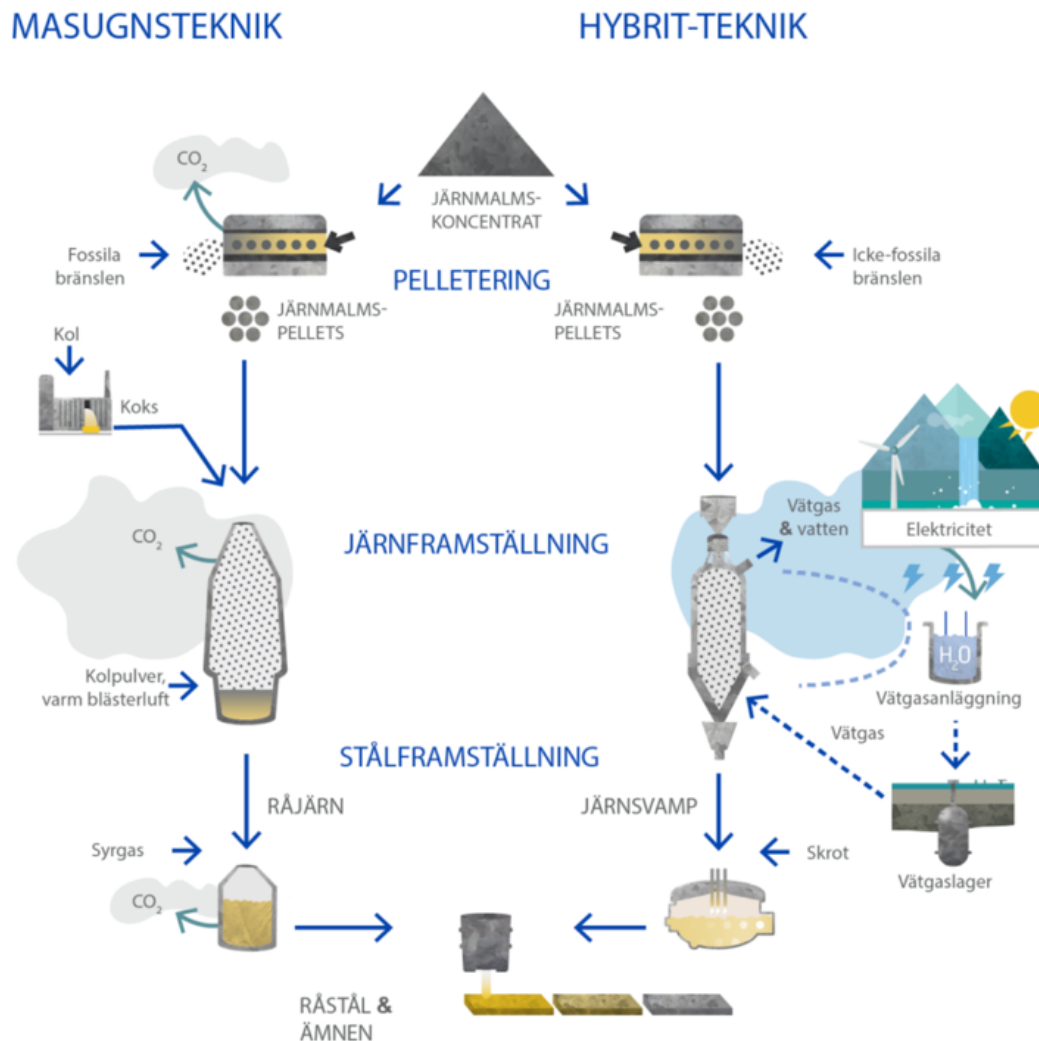 MASUGNSTEKNIK
HYBRIT-TEKNIK
CO₂
JÄRNMALMS-
KONCENTRAT
Fossila
bränslen
Icke-fossila
bränslen
PELLETERING
JÄRNMALMS-
PELLETS
JÄRNMALMS-
PELLETS
Kol
Koks
CO₂
JÄRNFRAMSTÄLLNING
Vätgas
& vatten
Elektricitet
H₂O
Kolpulver,
varm blästerluft
Vätgasanläggning
Vätgas
STÅLFRAMSTÄLLNING
RÅJÄRN
JÄRNSVAMP
Syrgas
Skrot
Vätgaslager
CO₂
RÅSTÅL &
ÄMNEN